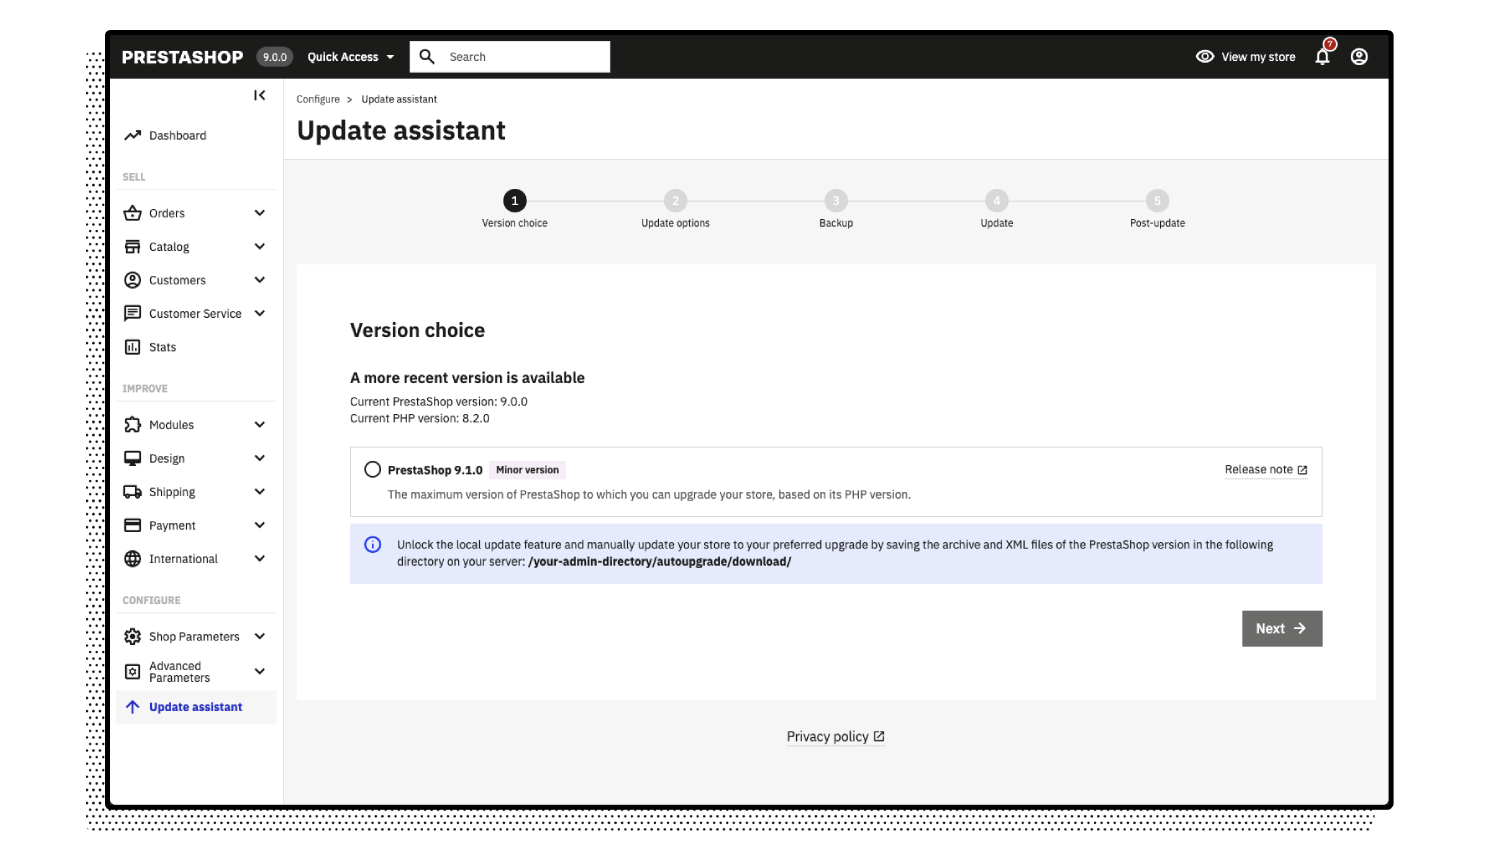 PRESTASHOP 9.0.0 Quick Access Search View my store 7
Configure > Update assistant
Update assistant
Dashboard
SELL
Orders
Catalog
Customers
Customer Service
Stats
IMPROVE
Modules
Design
Shipping
Payment
International
CONFIGURE
Shop Parameters
Advanced
Parameters
Update assistant
1 2 3 4 5
Version choice Update options Backup Update Post-update
Version choice
A more recent version is available
Current PrestaShop version: 9.0.0
Current PHP version: 8.2.0
PrestaShop 9.1.0 Minor version Release note
The maximum version of PrestaShop to which you can upgrade your store, based on its PHP version.
Unlock the local update feature and manually update your store to your preferred upgrade by saving the archive and XML files of the PrestaShop version in the following
directory on your server: /your-admin-directory/autoupgrade/download/
Next
Privacy policy